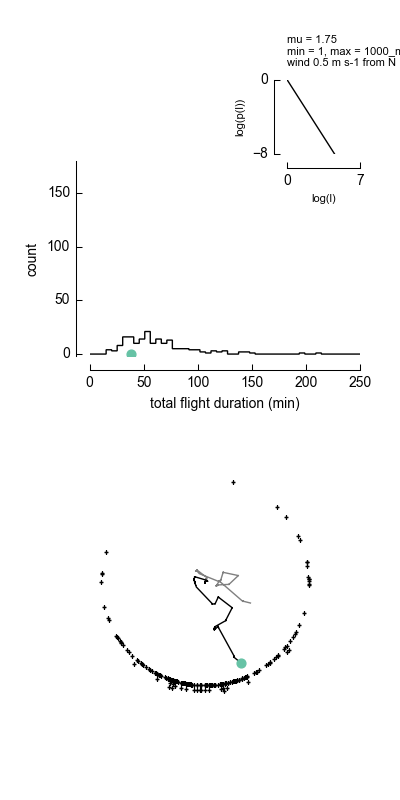 mu = 1.75
min = 1, max = 1000_m
wind 0.5 m s-1 from N
0
log(p(l))
−8
0
7
log(l)
150
100
count
50
0
0
50
100
150
200
250
total flight duration (min)